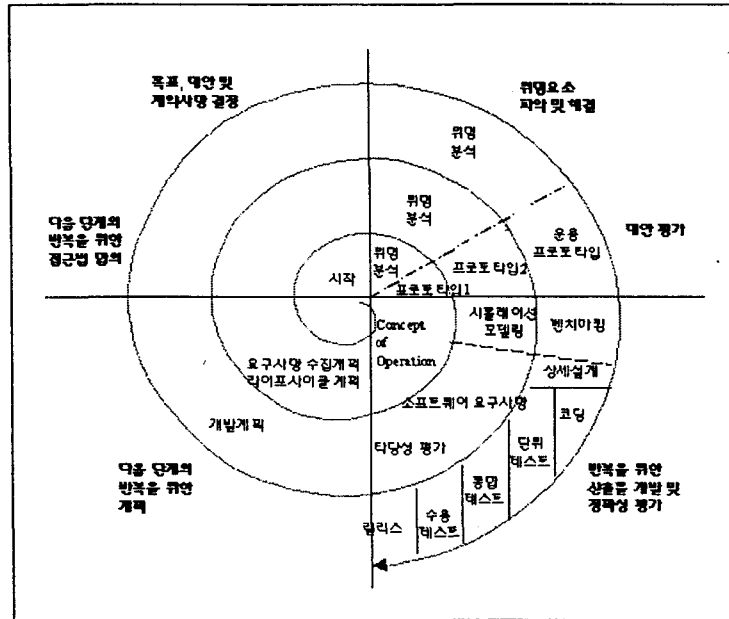 목표, 대안 및
제약사항 결정
위험요소
파악 및 해결
위험
분석
위험
분석
다음 단계의
반복을 위한
접근법 합의
대안 평가
운용
프로토타입
위험
분석
프로토타입2
시작
프로토타입1
시뮬레이션
모델링
벤치마킹
Concept
of
Operation
요구사항 수집계획
라이프사이클 계획
상세설계
소프트웨어 요구사항
코딩
개발계획
타당성 평가
단위
테스트
다음 단계의
반복을 위한
계획
통합
테스트
반복을 위한
산출물 개발 및
정확성 평가
릴리스
수용
테스트